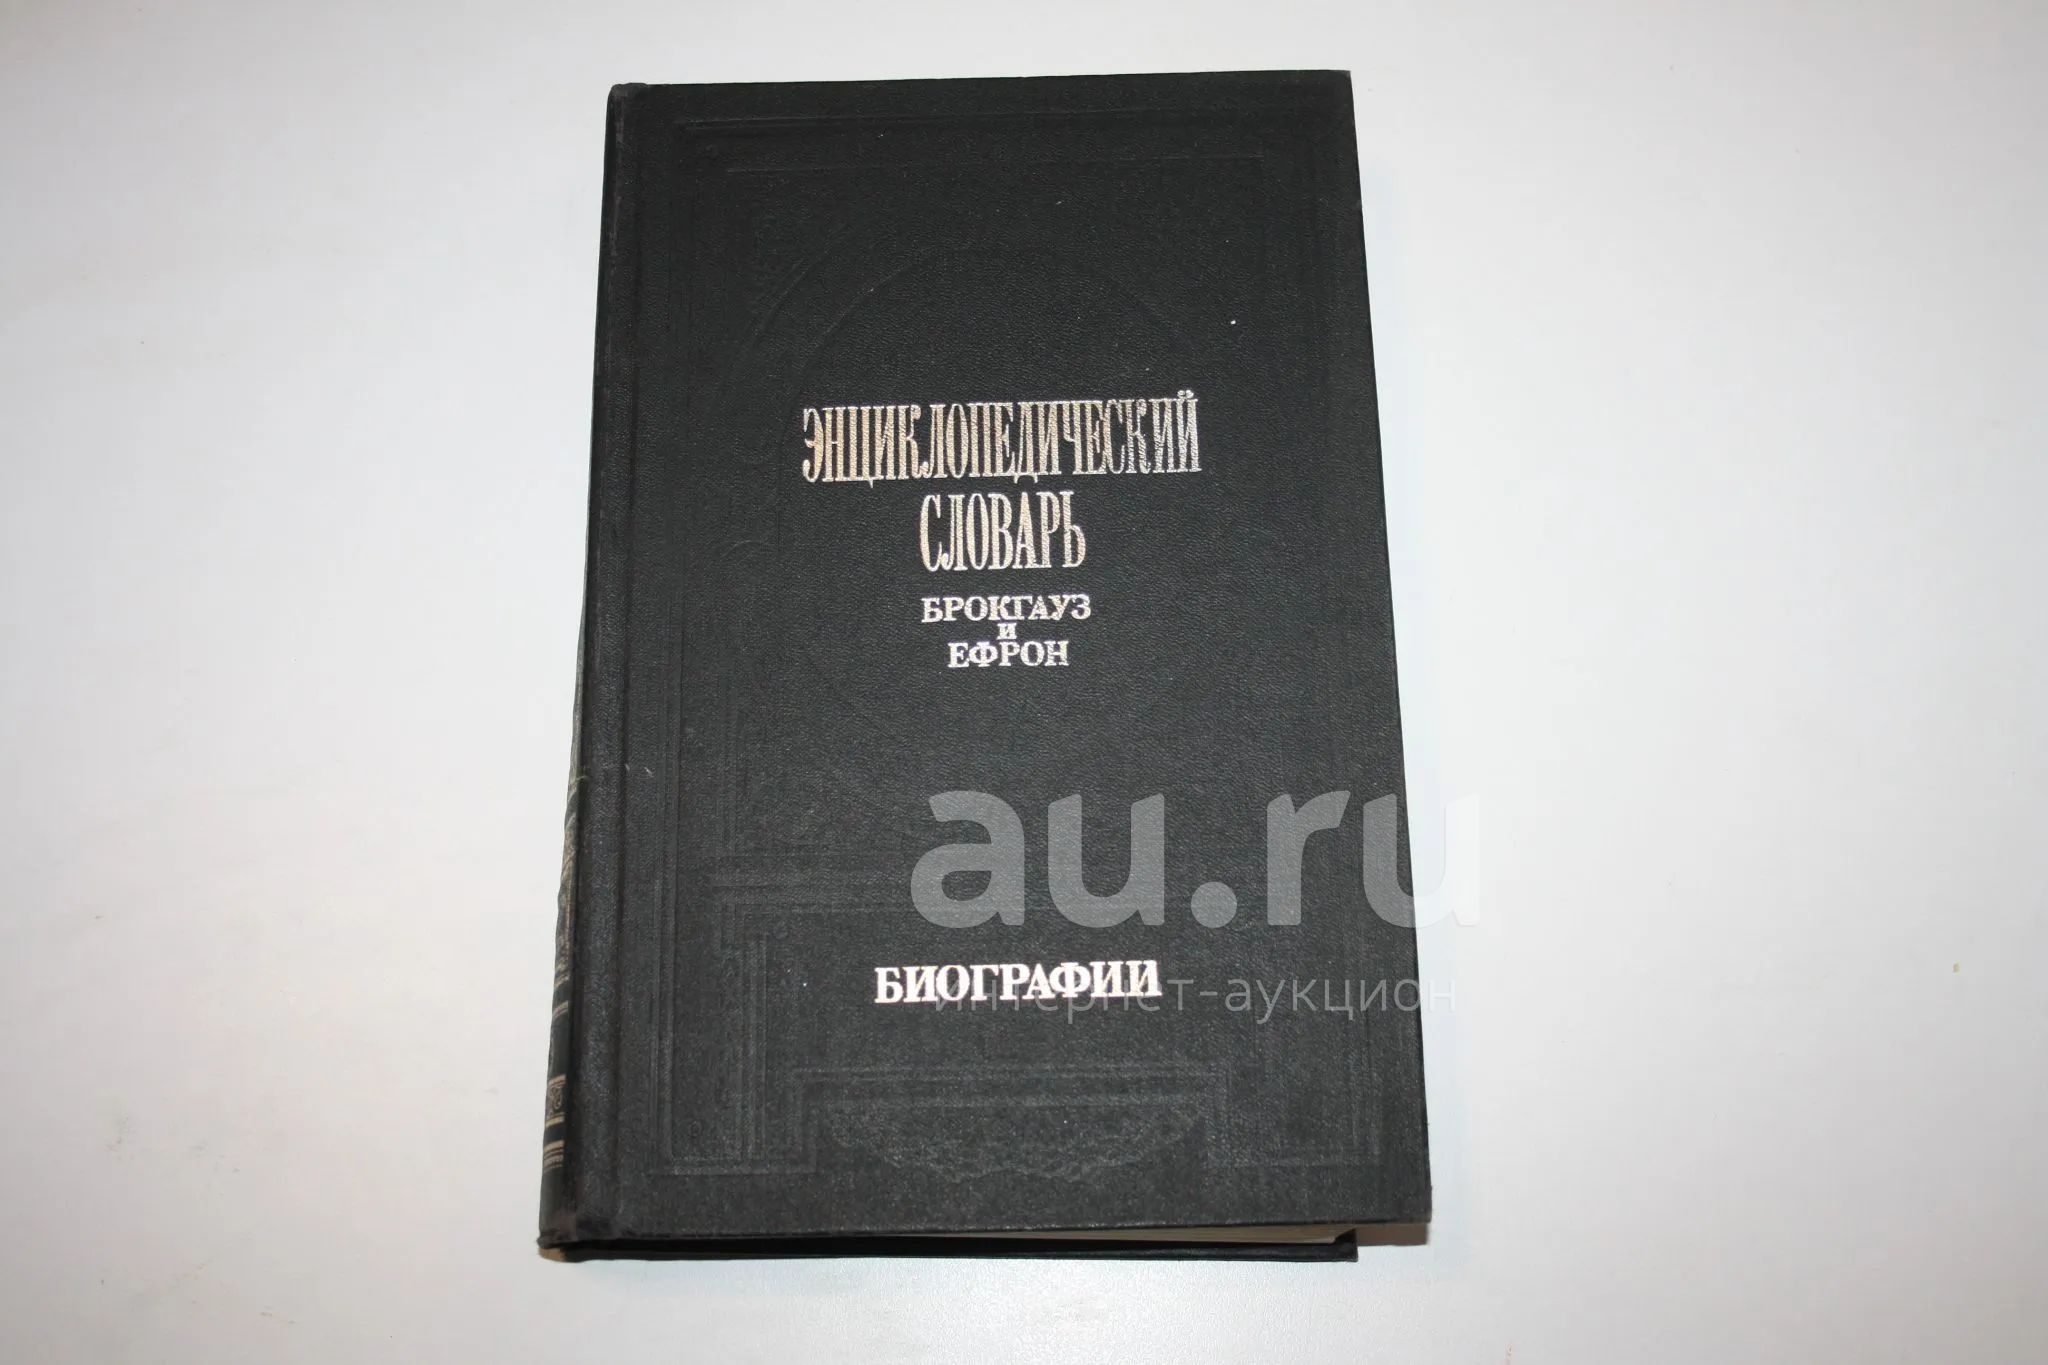 ЭНЦИКЛОПЕДИЧЕСКИЙ
СЛОВАРЬ
БРОКГАУЗ
И
ЕФРОН
au.ru
БИОГРАФИИ
интернет-аукцион